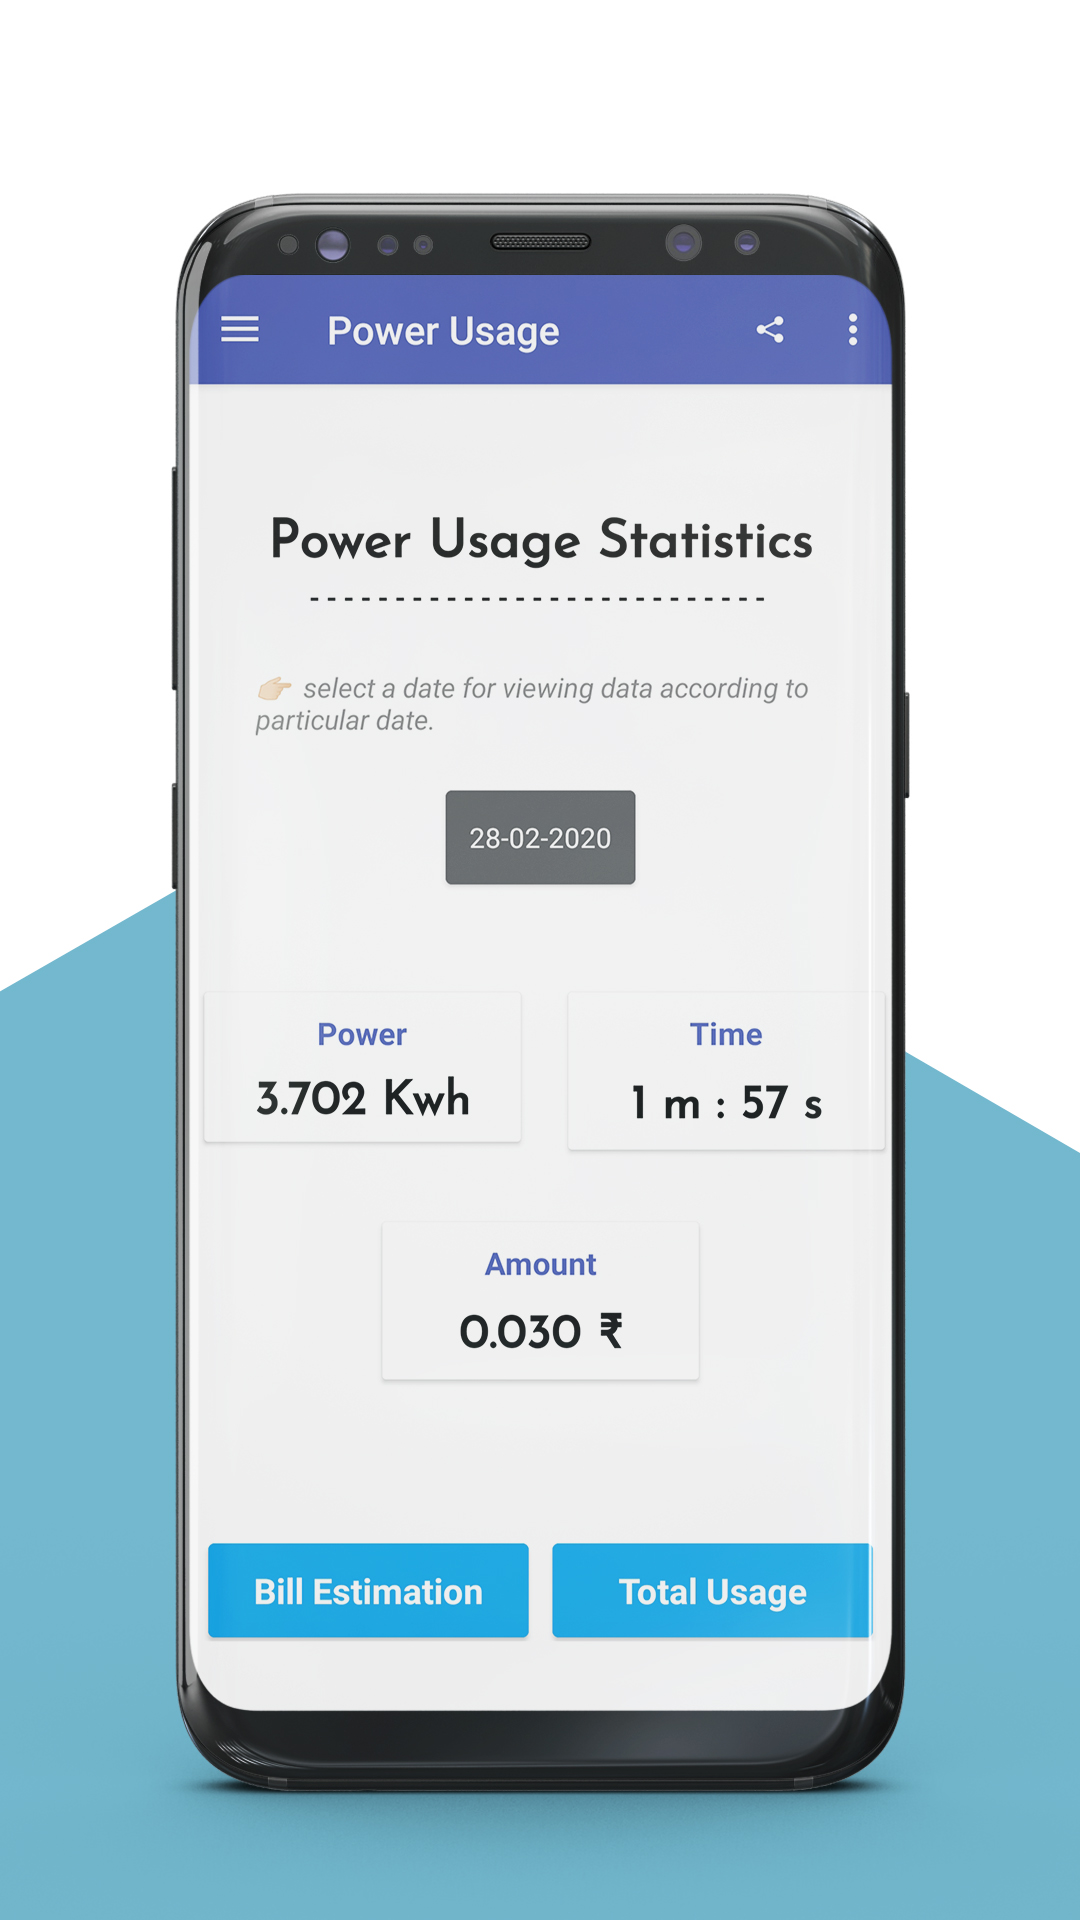 Power Usage
Power Usage Statistics
---------------------------
👉🏼 select a date for viewing data according to
particular date.
28-02-2020
Power
Time
3.702 Kwh
1 m : 57 s
Amount
0.030 ₹
Bill Estimation
Total Usage